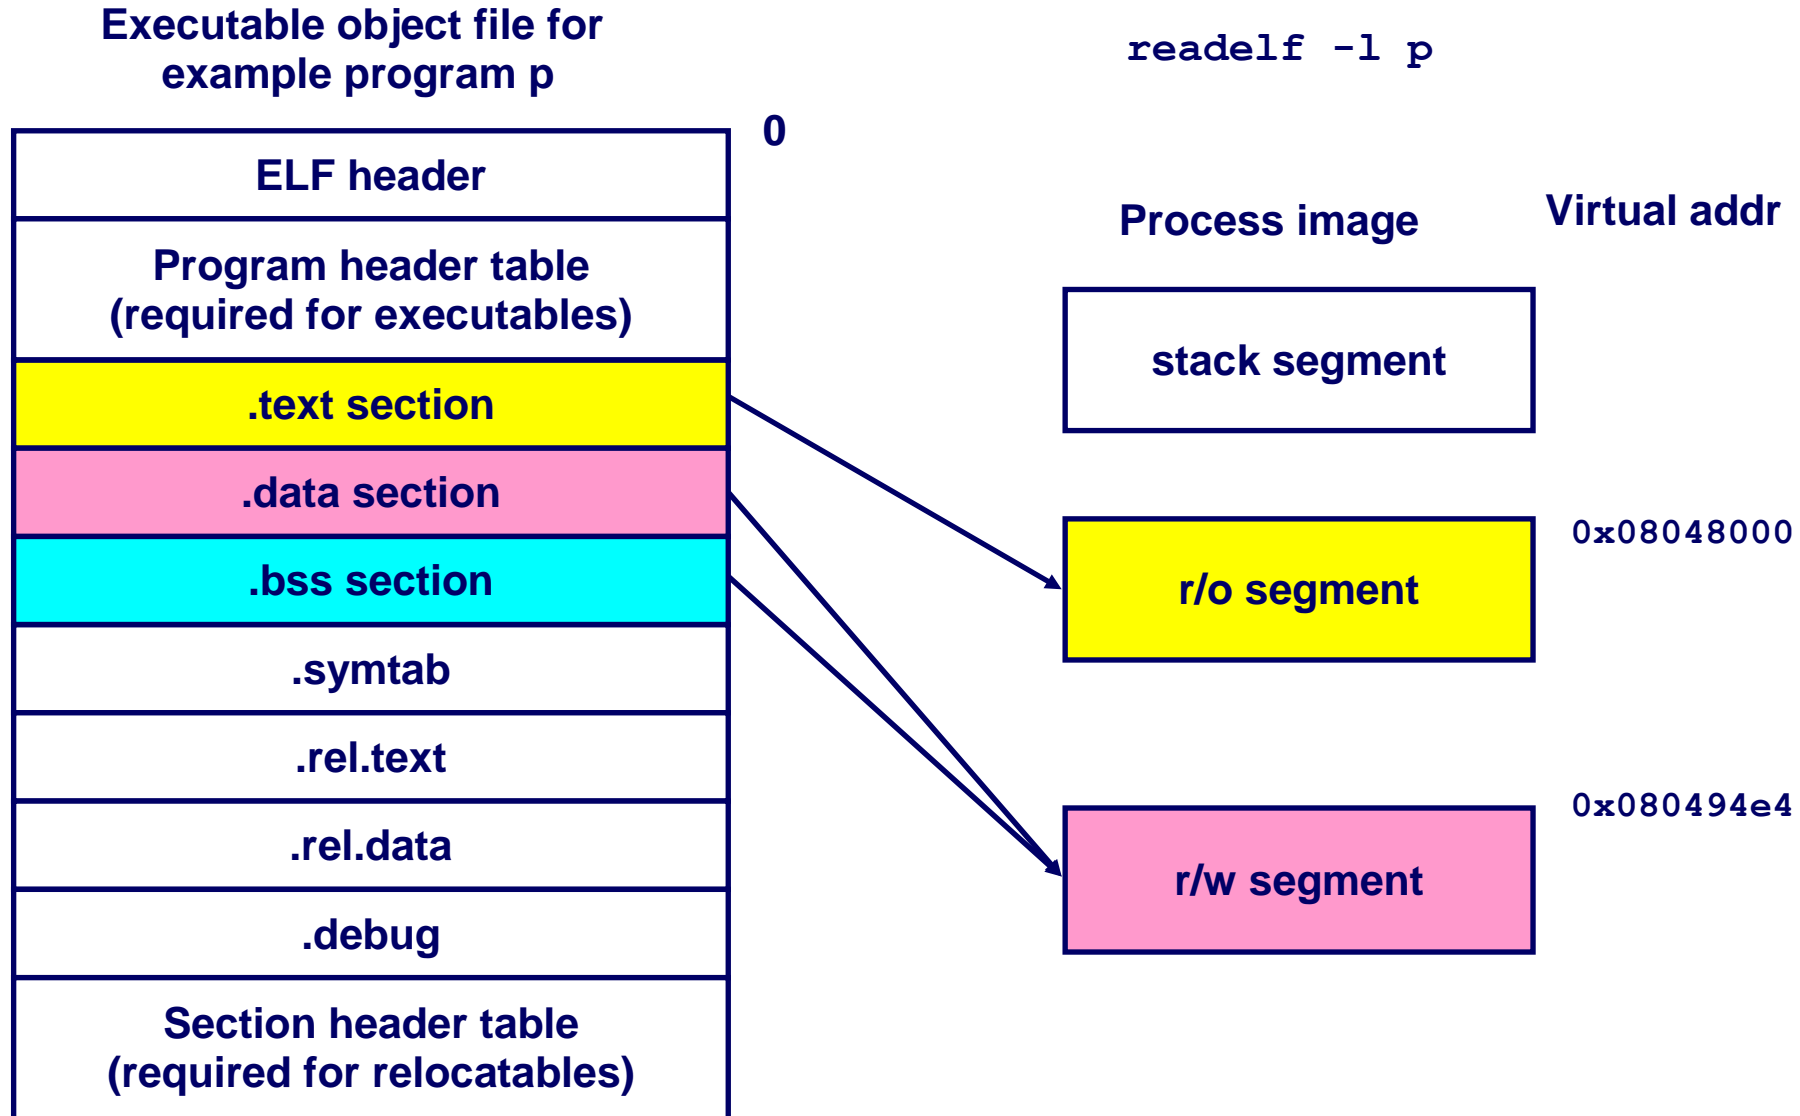 Executable object file for
example program p
readelf -l p
0
ELF header
Program header table
(required for executables)
.text section
.data section
.bss section
.symtab
.rel.text
.rel.data
.debug
Section header table
(required for relocatables)
Process image
Virtual addr
stack segment
r/o segment
0x08048000
r/w segment
0x080494e4